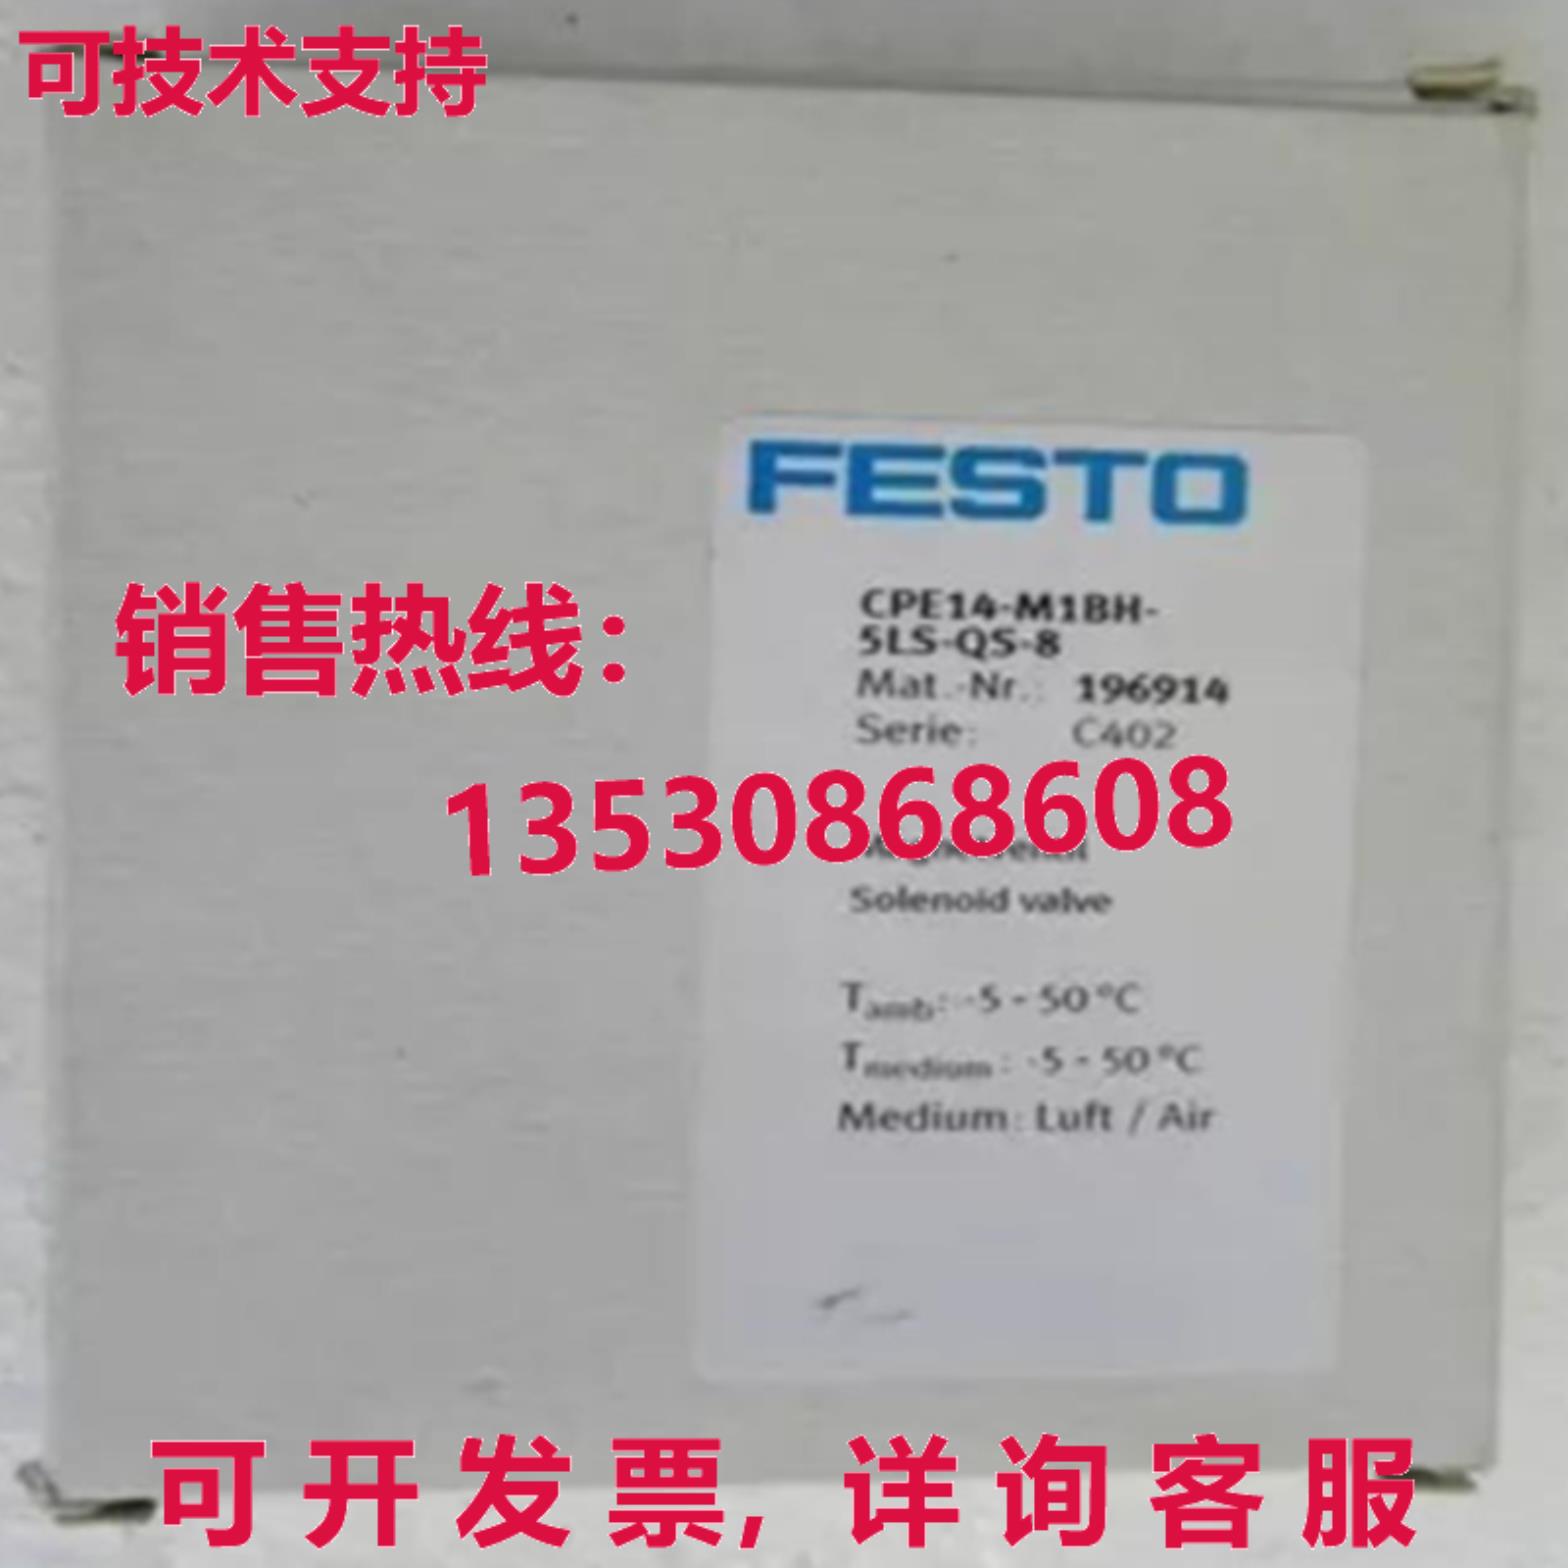 可技术支持
FESTO
CPE14-M1BH-
5LS-QS-8
Mat.-Nr.: 196914
Serie: C402
销售热线:
13530868608
Solenoid valve
Tamb: -5 - 50 °C
Tmedium: -5 - 50 °C
Medium: Luft / Air
可开发票,详询客服